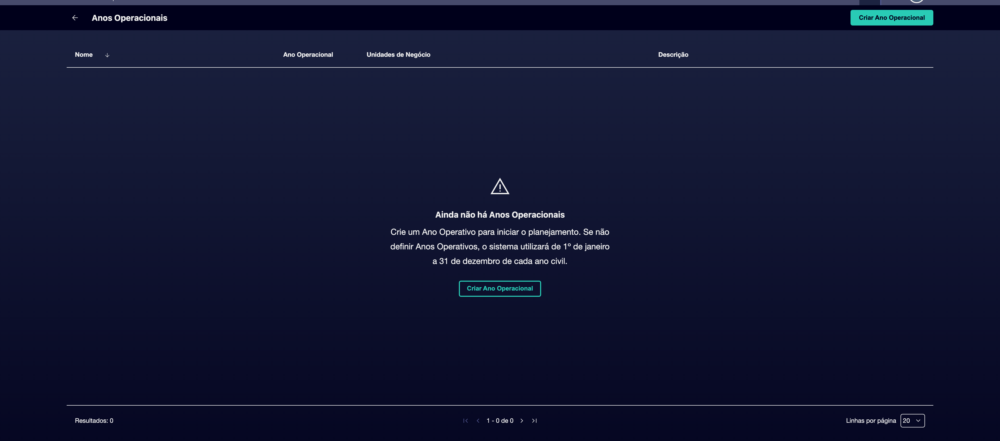 Anos Operacionais
Criar Ano Operacional
Nome
Ano Operacional
Unidades de Negócio
Descrição
Ainda não há Anos Operacionais
Crie um Ano Operativo para iniciar o planejamento. Se não
definir Anos Operativos, o sistema utilizará de 1º de janeiro
a 31 de dezembro de cada ano civil.
Criar Ano Operacional
Resultados: 0
1 - 0 de 0
Linhas por página
20